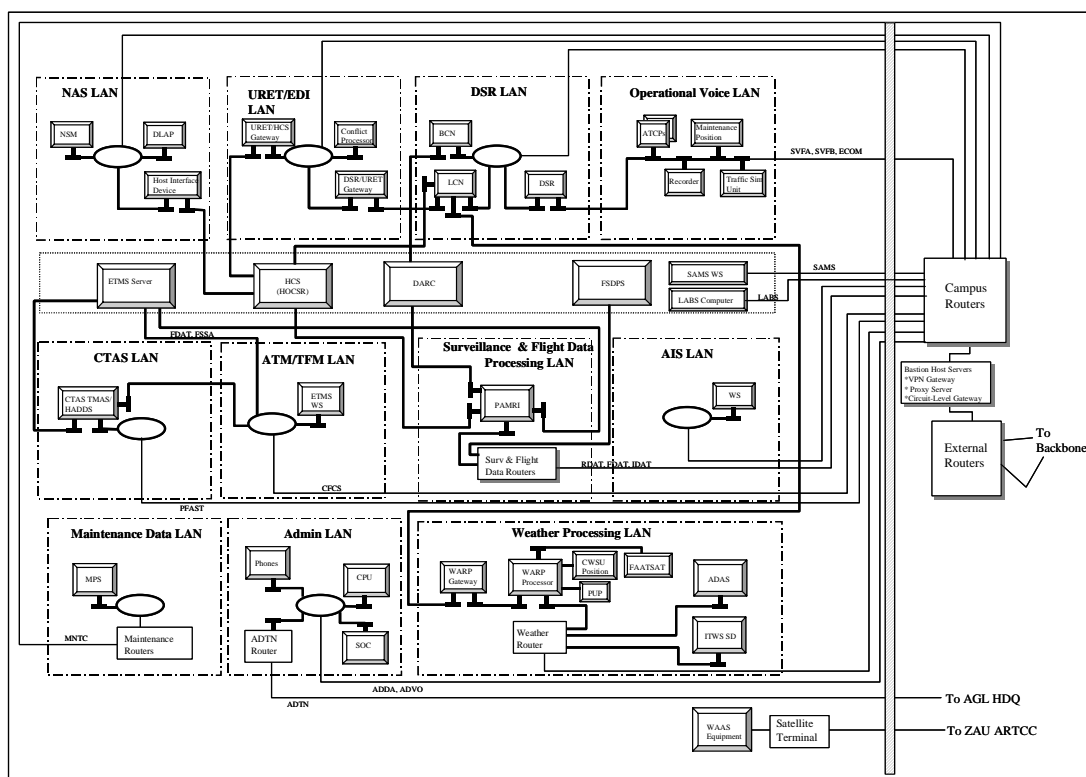 NAS LAN
NSM
DLAP
Host Interface
Device
URET/EDI
LAN
URET/HCS
Gateway
Conflict
Processor
DSR/URET
Gateway
DSR LAN
BCN
LCN
DSR
Operational Voice LAN
ATCPs
Maintenance
Position
Recorder
Traffic Sim
Unit
SVFA, SVFB, ECOM
ETMS Server
HCS
(HOCSR)
DARC
FSDPS
SAMS WS
LABS Computer
SAMS
LABS
Campus
Routers
Bastion Host Servers
*VPN Gateway
* Proxy Server
*Circuit-Level Gateway
External
Routers
To
Backbone
FDAT, FSSA
CTAS LAN
CTAS TMAS/
HADDS
PFAST
ATM/TFM LAN
ETMS
WS
CFCS
Surveillance & Flight Data
Processing LAN
PAMRI
Surv & Flight
Data Routers
RDAT, FDAT, IDAT
AIS LAN
WS
Maintenance Data LAN
MPS
Maintenance
Routers
MNTC
Admin LAN
Phones
CPU
ADTN
Router
SOC
ADDA, ADVO
ADTN
Weather Processing LAN
WARP
Gateway
WARP
Processor
CWSU
Position
FAATSAT
PUP
ADAS
Weather
Router
ITWS SD
To AGL HDQ
WAAS
Equipment
Satellite
Terminal
To ZAU ARTCC